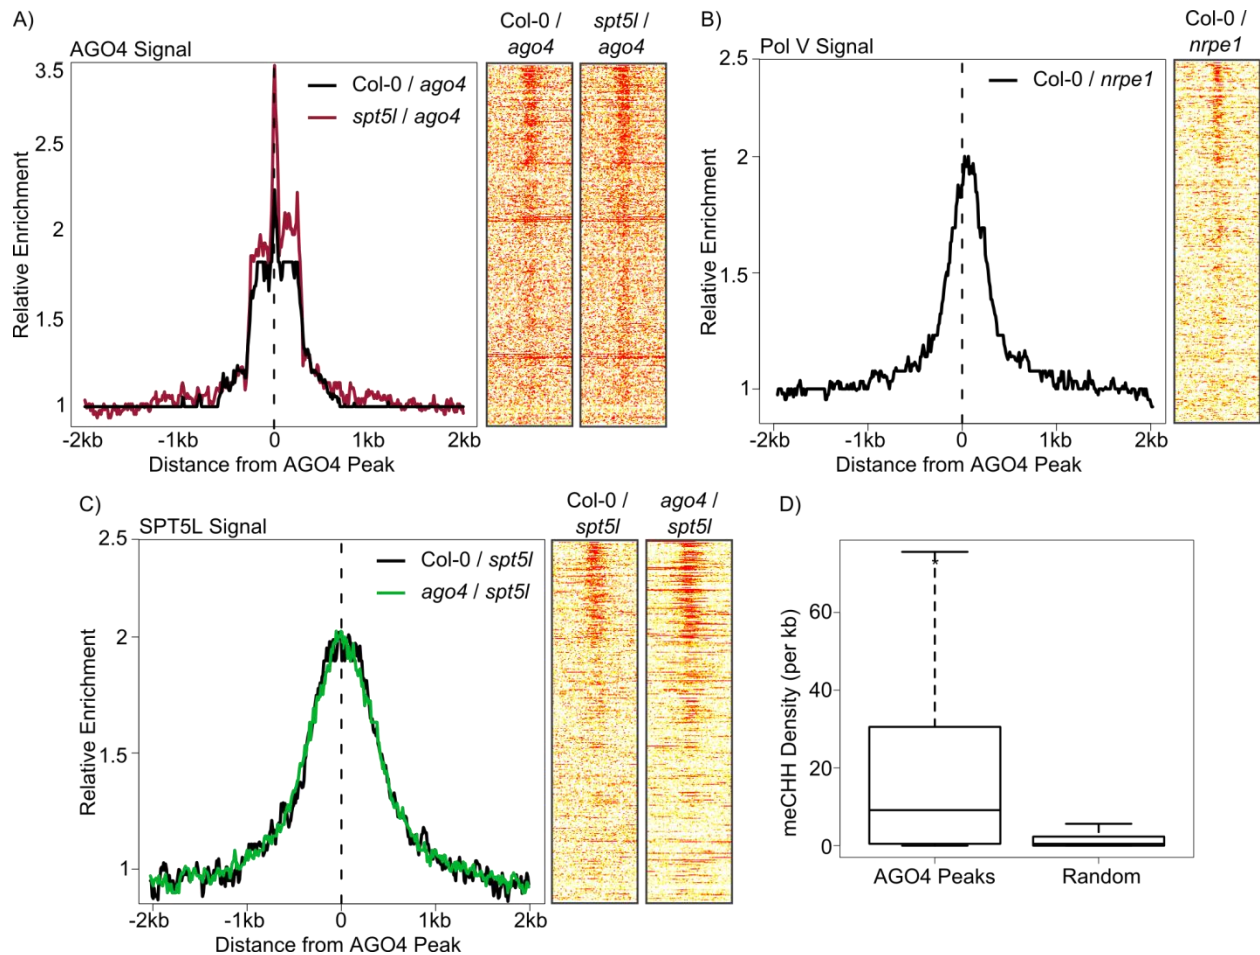 A)
AGO4 Signal
Col-0 /
ago4
spt5l /
ago4
Col-0 / ago4
spt5l / ago4
Relative Enrichment
3.5
2.5
2
1.5
1
-2kb -1kb 0 1kb 2kb
Distance from AGO4 Peak
B)
Pol V Signal
Col-0 /
nrpe1
Col-0 / nrpe1
Relative Enrichment
2.5
2
1.5
1
-2kb -1kb 0 1kb 2kb
Distance from AGO4 Peak
C)
SPT5L Signal
Col-0 /
spt5l
ago4 /
spt5l
Col-0 / spt5l
ago4 / spt5l
Relative Enrichment
2.5
2
1.5
1
-2kb -1kb 0 1kb 2kb
Distance from AGO4 Peak
D)
meCHH Density (per kb)
60
40
20
0
*
AGO4 Peaks Random